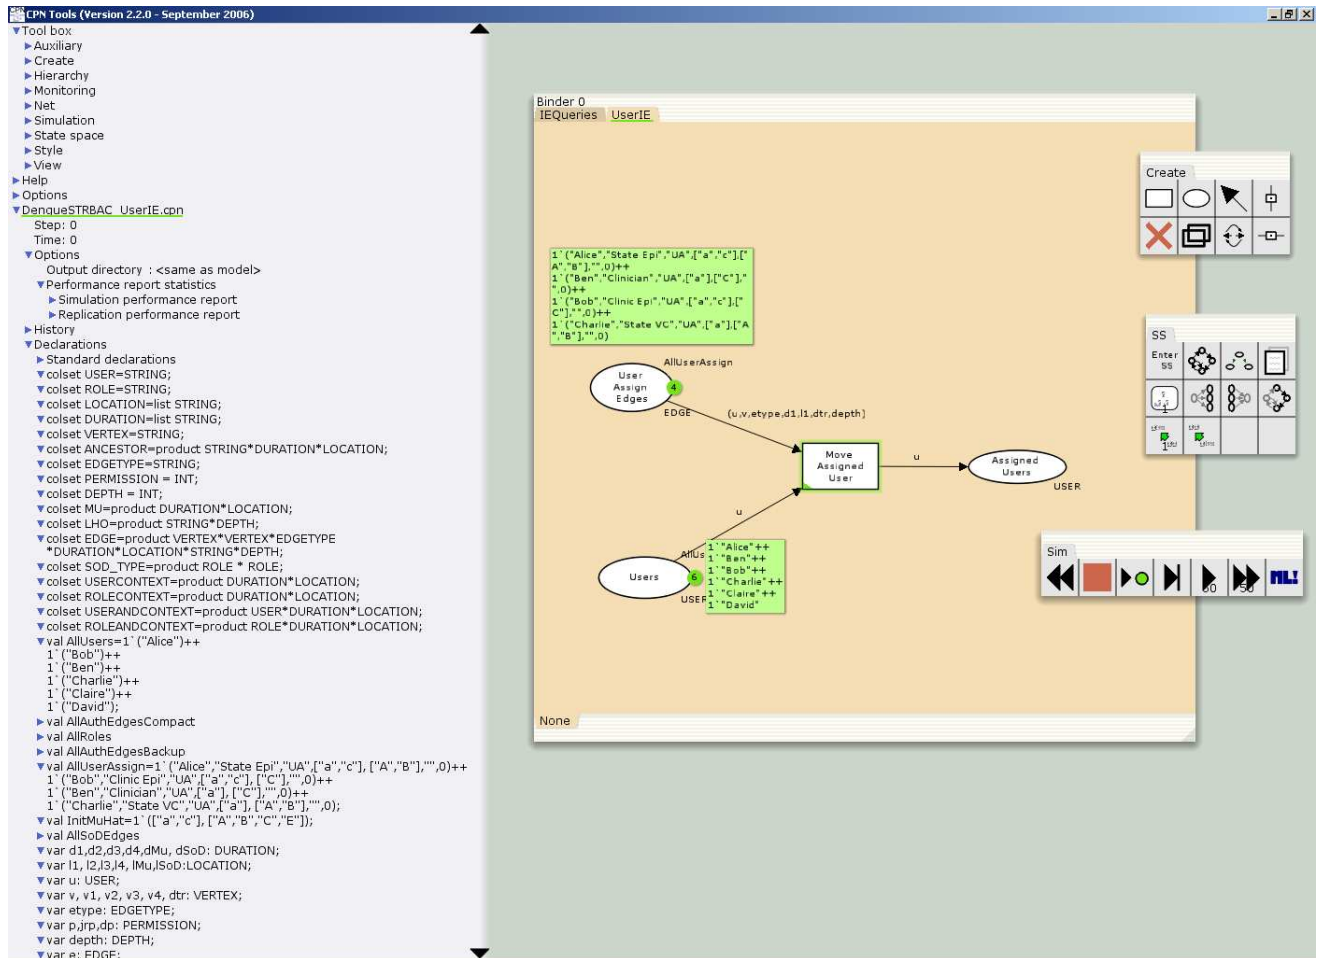 CPN Tools (Version 2.2.0 - September 2006)
Tool box
Auxiliary
Create
Hierarchy
Monitoring
Net
Simulation
State space
Style
View
Help
Options
DengueSTRBAC_UserIE.cpn
Step: 0
Time: 0
Options
Output directory : <same as model>
Performance report statistics
Simulation performance report
Replication performance report
History
Declarations
Standard declarations
colset USER=STRING;
colset ROLE=STRING;
colset LOCATION=list STRING;
colset DURATION=list STRING;
colset VERTEX=STRING;
colset ANCESTOR=product STRING*DURATION*LOCATION;
colset EDGETYPE=STRING;
colset PERMISSION = INT;
colset DEPTH = INT;
colset MU=product DURATION*LOCATION;
colset LHO=product STRING*DEPTH;
colset EDGE=product VERTEX*VERTEX*EDGETYPE
*DURATION*LOCATION*STRING*DEPTH;
colset SOD_TYPE=product ROLE * ROLE;
colset USERCONTEXT=product DURATION*LOCATION;
colset ROLECONTEXT=product DURATION*LOCATION;
colset USERANDCONTEXT=product USER*DURATION*LOCATION;
colset ROLEANDCONTEXT=product ROLE*DURATION*LOCATION;
val AllUsers=1`("Alice")++
1`("Bob")++
1`("Ben")++
1`("Charlie")++
1`("Claire")++
1`("David");
val AllAuthEdgesCompact
val AllRoles
val AllAuthEdgesBackup
val AllUserAssign=1`("Alice","State Epi","UA",["a","c"], ["A","B"],"",0)++
1`("Bob","Clinic Epi","UA",["a","c"], ["C"],"",0)++
1`("Ben","Clinician","UA",["a"], ["C"],"",0)++
1`("Charlie","State VC","UA",["a"], ["A","B"],"",0);
val InitMuHat=1`(["a","c"], ["A","B","C","E"]);
val AllSoDEdges
var d1,d2,d3,d4,dMu, dSoD: DURATION;
var l1, l2,l3,l4, lMu,lSoD:LOCATION;
var u: USER;
var v, v1, v2, v3, v4, dtr: VERTEX;
var etype: EDGETYPE;
var p,jrp,dp: PERMISSION;
var depth: DEPTH;
var e: EDGE;
Binder 0
IEQueries UserIE
1`("Alice","State Epi","UA",["a","c"],["
A","B"],"",0)++
1`("Ben","Clinician","UA",["a"],["C"],"
",0)++
1`("Bob","Clinic Epi","UA",["a","c"],["
C"],"",0)++
1`("Charlie","State VC","UA",["a"],["A
","B"],"",0)
AllUserAssign
User
Assign
Edges
4
EDGE
(u,v,etype,d1,l1,dtr,depth)
Move
Assigned
User
u
Assigned
Users
USER
u
AllUs
Users
6
USER
1`"Alice"++
1`"Ben"++
1`"Bob"++
1`"Charlie"++
1`"Claire"++
1`"David"
None
Create
SS
Enter
SS
1
1
Sim
50
50
ML!